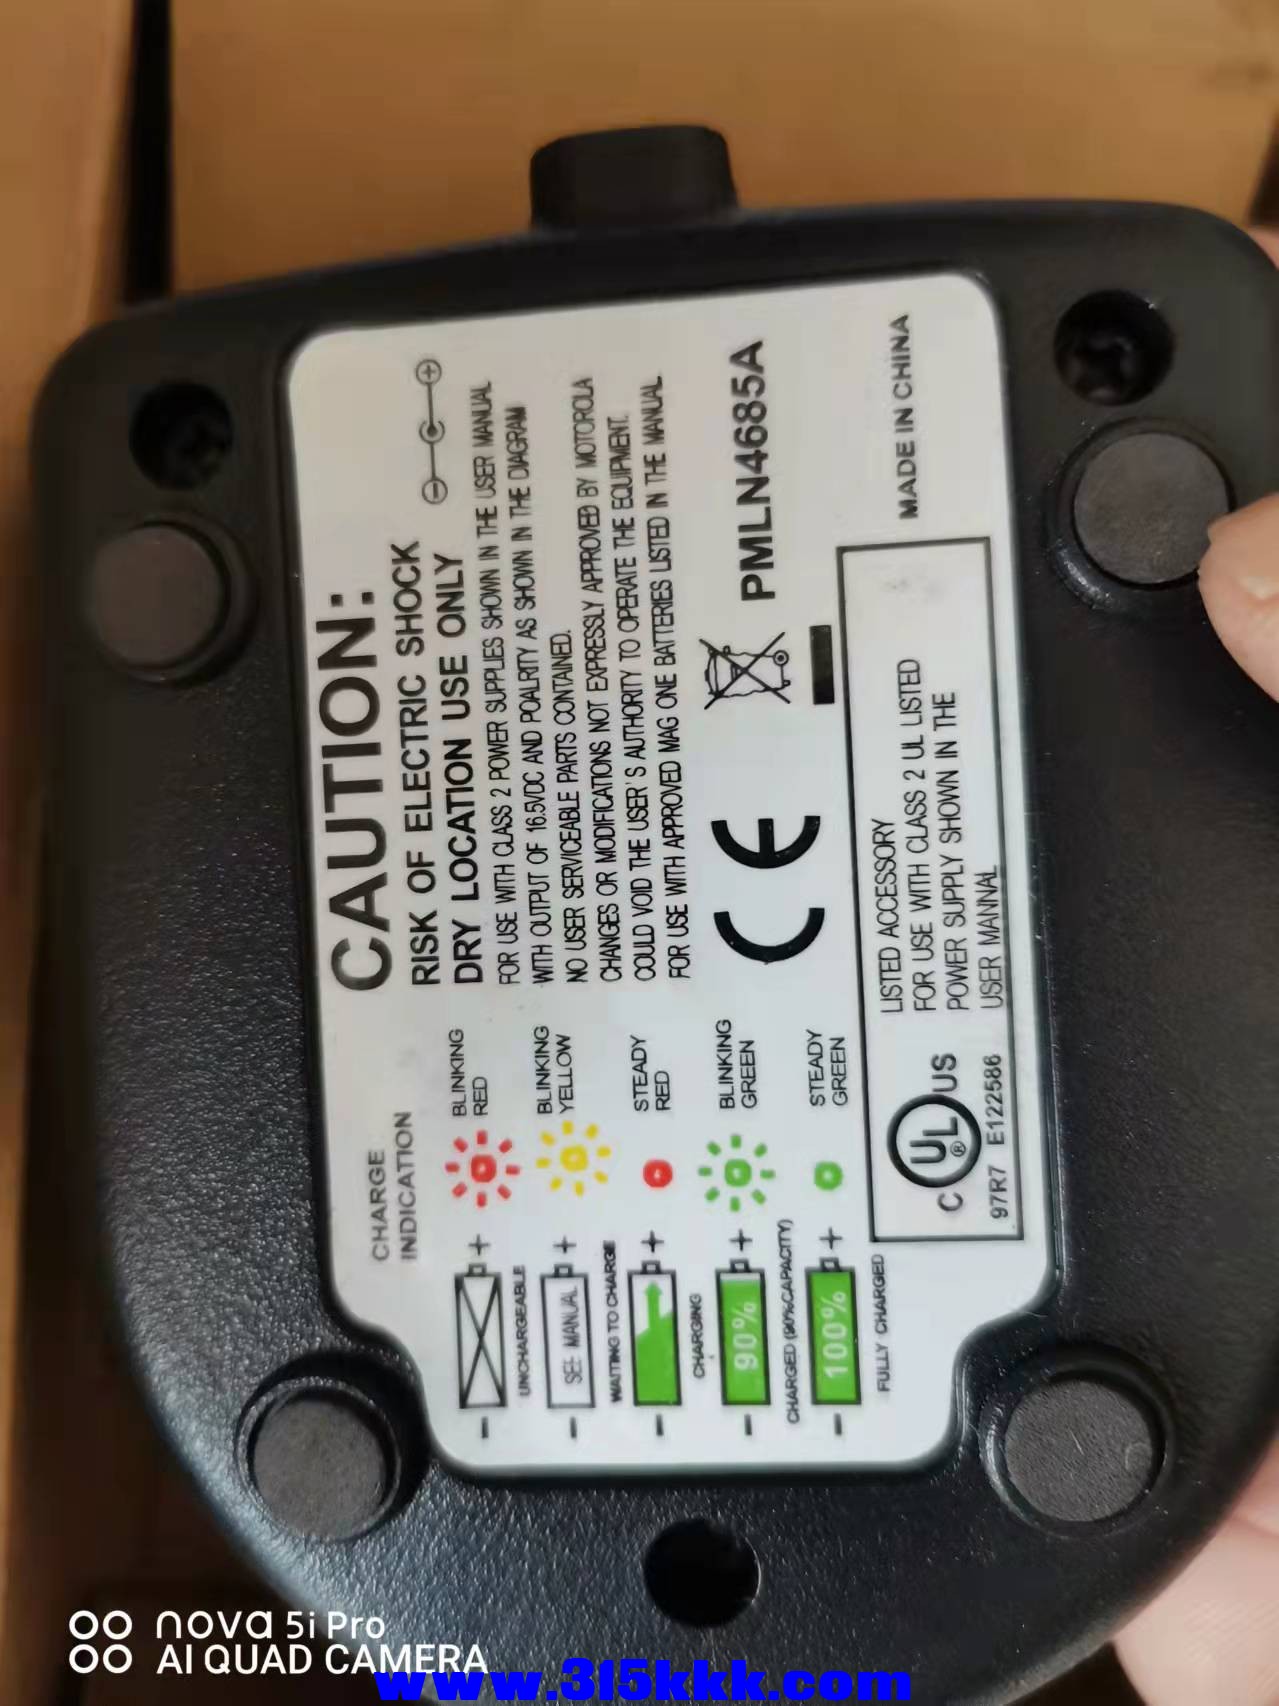 CAUTION:
RISK OF ELECTRIC SHOCK
DRY LOCATION USE ONLY
FOR USE WITH CLASS 2 POWER SUPPLIES SHOWN IN THE USER MANUAL
WITH OUTPUT OF 16.5VDC AND POALRITY AS SHOWN IN THE DIAGRAM
NO USER SERVICEABLE PARTS CONTAINED.
CHANGES OR MODIFICATIONS NOT EXPRESSLY APPROVED BY MOTOROLA
COULD VOID THE USER'S AUTHORITY TO OPERATE THE EQUIPMENT.
FOR USE WITH APPROVED MAG ONE BATTERIES LISTED IN THE MANUAL
CE
PMLN4685A
MADE IN CHINA
LISTED ACCESSORY
FOR USE WITH CLASS 2 UL LISTED
POWER SUPPLY SHOWN IN THE
USER MANNAL
C UL® US
97R7 E122586
CHARGE
INDICATION
BLINKING
RED
- +
UNCHARGEABLE
BLINKING
YELLOW
- SEE MANUAL +
WAITING TO CHARGE
STEADY
RED
- +
CHARGING
BLINKING
GREEN
- 90% +
CHARGED (90%CAPACITY)
STEADY
GREEN
- 100% +
FULLY CHARGED
nova 5i Pro
AI QUAD CAMERA
www.315kkk.com